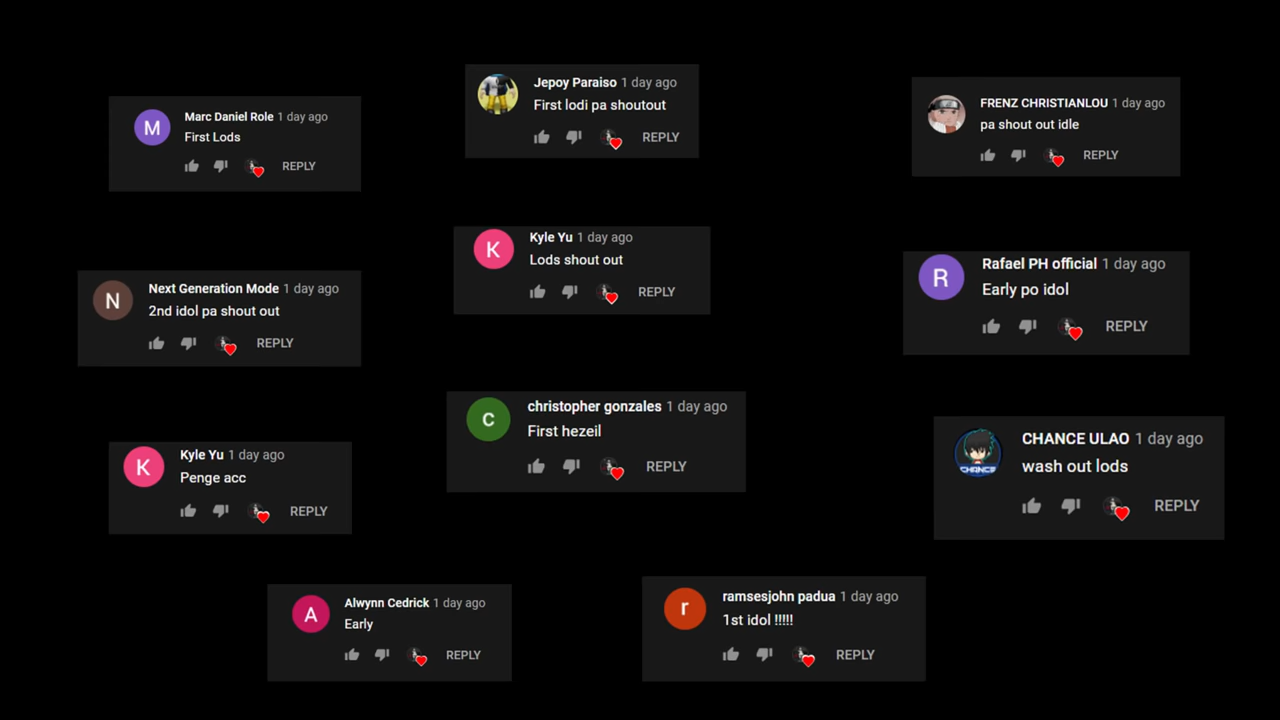 M
Marc Daniel Role 1 day ago
First Lods
REPLY
Jepoy Paraiso 1 day ago
First lodi pa shoutout
REPLY
FRENZ CHRISTIANLOU 1 day ago
pa shout out idle
REPLY
N
Next Generation Mode 1 day ago
2nd idol pa shout out
REPLY
K
Kyle Yu 1 day ago
Lods shout out
REPLY
R
Rafael PH official 1 day ago
Early po idol
REPLY
K
Kyle Yu 1 day ago
Penge acc
REPLY
C
christopher gonzales 1 day ago
First hezeil
REPLY
CHANCE
CHANCE ULAO 1 day ago
wash out lods
REPLY
A
Alwynn Cedrick 1 day ago
Early
REPLY
r
ramsesjohn padua 1 day ago
1st idol !!!!!
REPLY